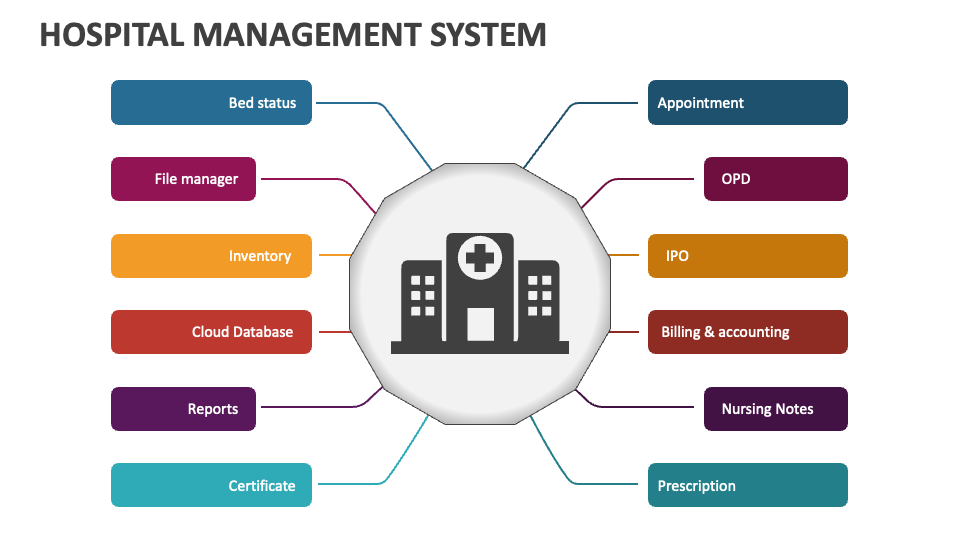 HOSPITAL MANAGEMENT SYSTEM
Bed status
File manager
Inventory
Cloud Database
Reports
Certificate
Appointment
OPD
IPO
Billing & accounting
Nursing Notes
Prescription